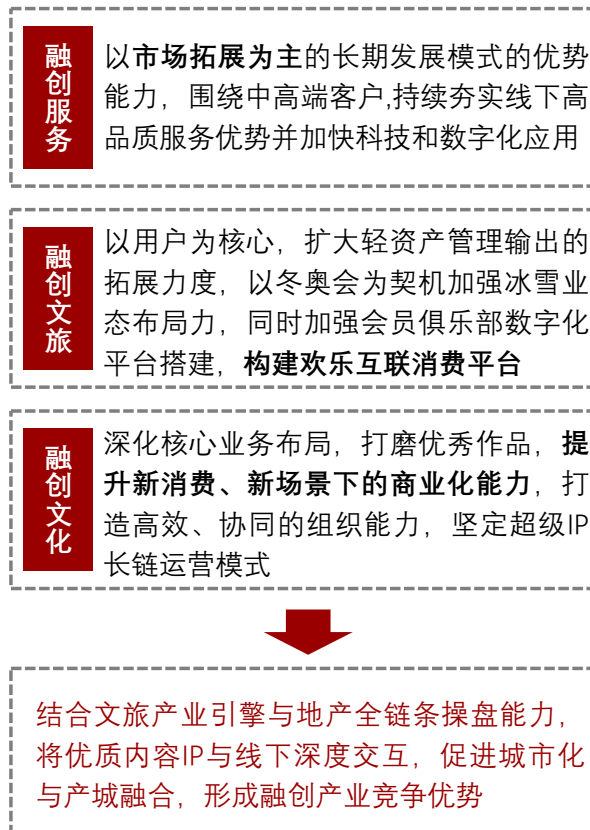 融创服务
以市场拓展为主的长期发展模式的优势
能力，围绕中高端客户,持续夯实线下高
品质服务优势并加快科技和数字化应用
融创文旅
以用户为核心，扩大轻资产管理输出的
拓展力度，以冬奥会为契机加强冰雪业
态布局力，同时加强会员俱乐部数字化
平台搭建，构建欢乐互联消费平台
融创文化
深化核心业务布局，打磨优秀作品，提
升新消费、新场景下的商业化能力，打
造高效、协同的组织能力，坚定超级IP
长链运营模式
结合文旅产业引擎与地产全链条操盘能力，
将优质内容IP与线下深度交互，促进城市化
与产城融合，形成融创产业竞争优势